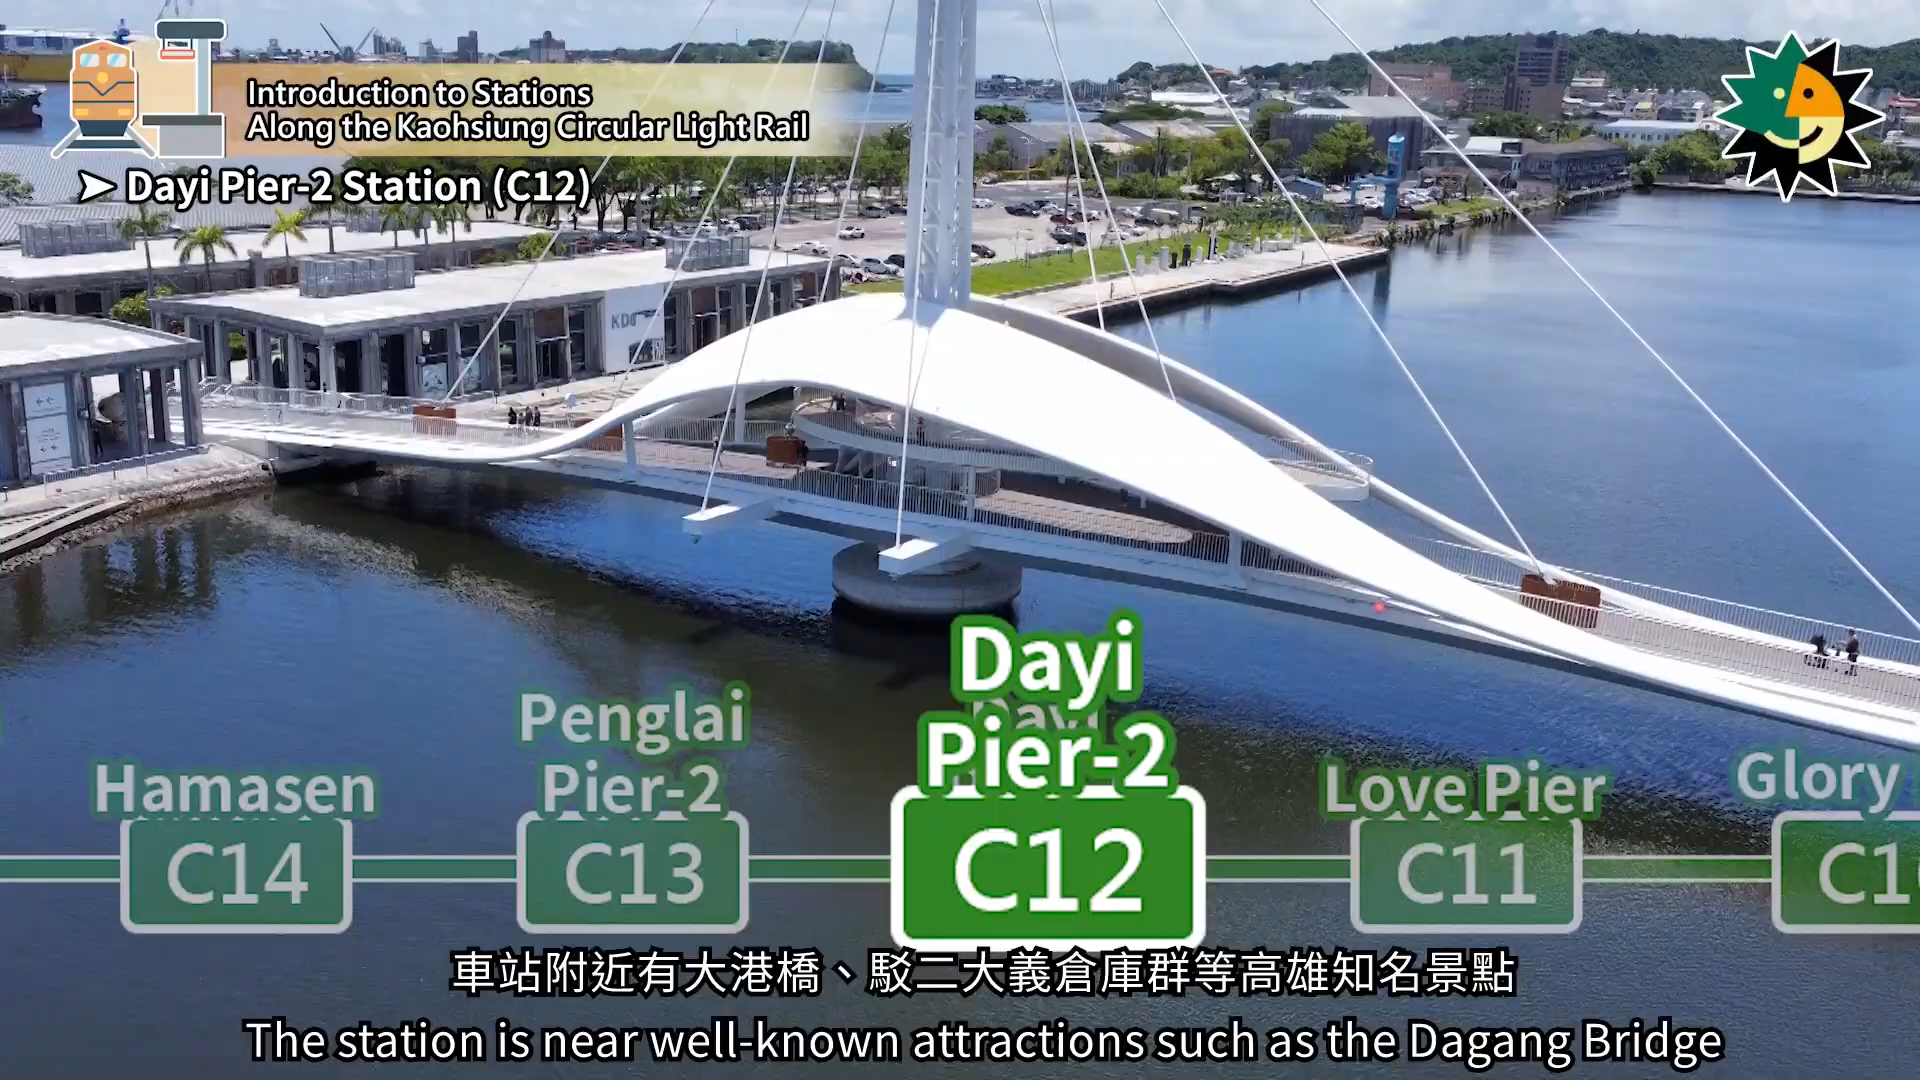 Introduction to Stations
Along the Kaohsiung Circular Light Rail
➤ Dayi Pier-2 Station (C12)
Hamasen
C14
Penglai
Pier-2
C13
Dayi
Pier-2
C12
Love Pier
C11
Glory
車站附近有大港橋、駁二大義倉庫群等高雄知名景點
The station is near well-known attractions such as the Dagang Bridge